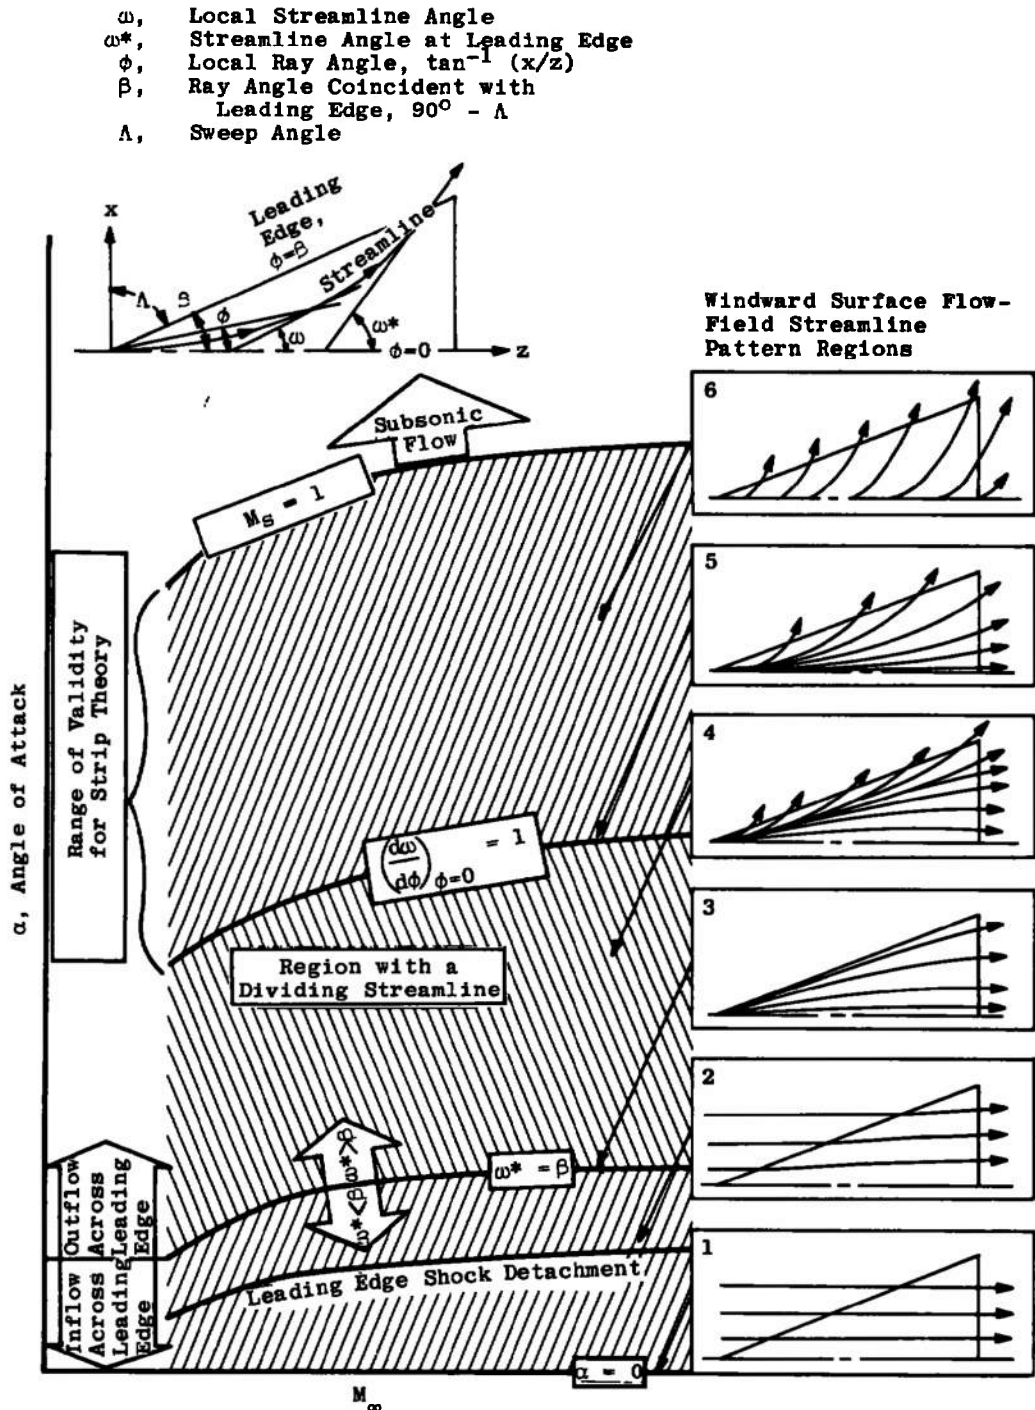 ω, Local Streamline Angle
ω*, Streamline Angle at Leading Edge
ϕ, Local Ray Angle, tan⁻¹ (x/z)
β, Ray Angle Coincident with
Leading Edge, 90° - Λ
Λ, Sweep Angle
x
Leading
Edge,
ϕ=β
Streamline
Λ
β
ϕ
ω
ω*
ϕ=0
z
Windward Surface Flow-
Field Streamline
Pattern Regions
Subsonic
Flow
M_S = 1
6
5
4
3
2
1
α, Angle of Attack
Range of Validity
for Strip Theory
(dω/dϕ)_ϕ=0 = 1
Region with a
Dividing Streamline
ω*>β
ω*<β
ω* = β
Outflow
Across
Leading
Edge
Inflow
Across
Leading
Edge
Leading Edge Shock Detachment
α = 0
M_∞